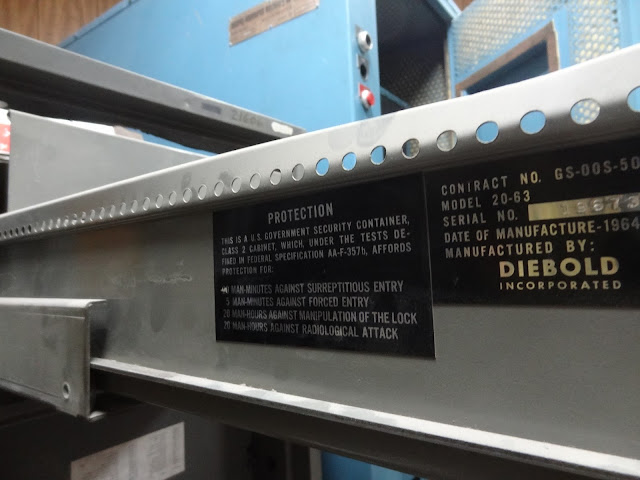 21606
PROTECTION
THIS IS A U.S. GOVERNMENT SECURITY CONTAINER,
CLASS 2 CABINET, WHICH, UNDER THE TESTS DE-
FINED IN FEDERAL SPECIFICATION AA-F-357b, AFFORDS
PROTECTION FOR:
MAN-MINUTES AGAINST SURREPTITIOUS ENTRY
5 MAN-MINUTES AGAINST FORCED ENTRY
20 MAN-HOURS AGAINST MANIPULATION OF THE LOCK
20 MAN-HOURS AGAINST RADIOLOGICAL ATTACK
CONTRACT NO. GS-00S-50
MODEL 20-63
SERIAL NO.
DATE OF MANUFACTURE-1964
MANUFACTURED BY:
DIEBOLD
INCORPORATED